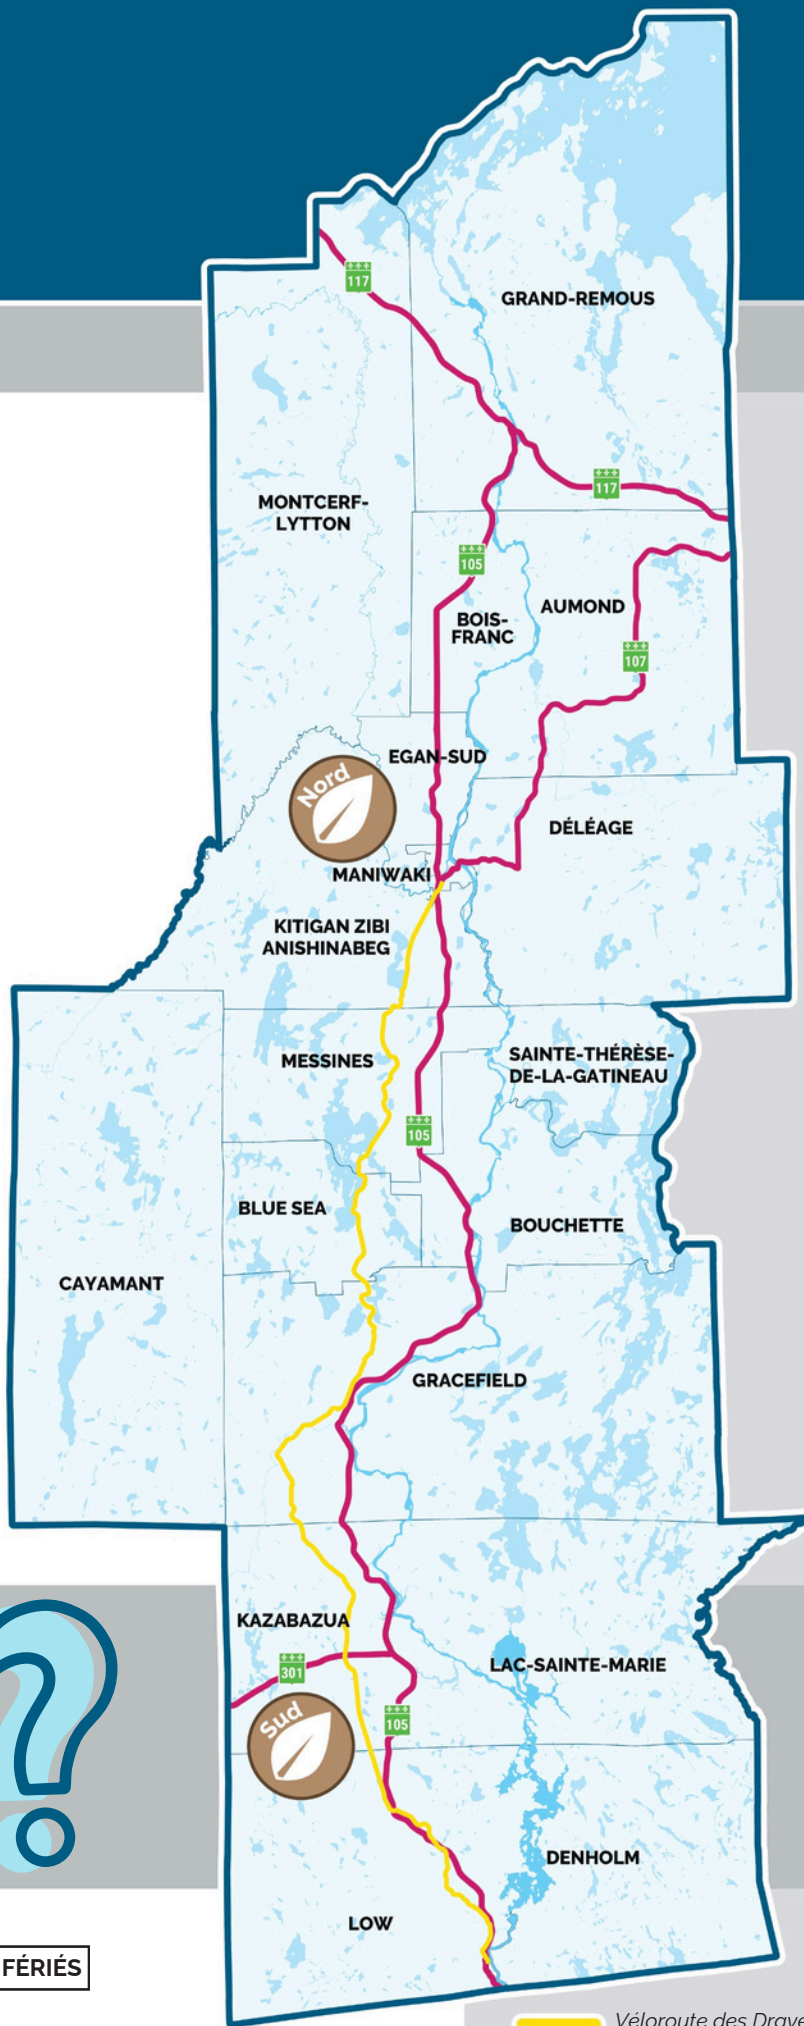 117
GRAND-REMOUS
117
MONTCERF-
LYTTON
105
BOIS-
FRANC
AUMOND
107
EGAN-SUD
Nord
DÉLÉAGE
MANIWAKI
KITIGAN ZIBI
ANISHINABEG
MESSINES
SAINTE-THÉRÈSE-
DE-LA-GATINEAU
105
BLUE SEA
BOUCHETTE
CAYAMANT
GRACEFIELD
KAZABAZUA
301
LAC-SAINTE-MARIE
Sud
105
?
DENHOLM
LOW
FÉRIÉS
Véloroute des